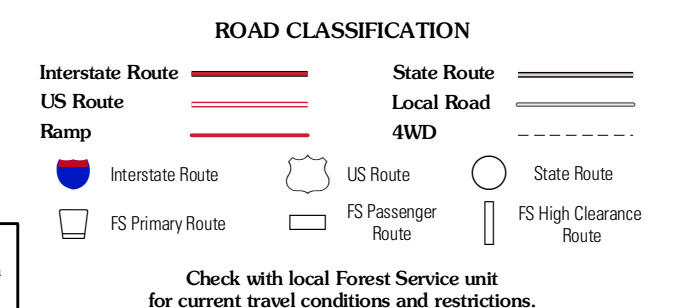 ROAD CLASSIFICATION
Interstate Route
State Route
US Route
Local Road
Ramp
4WD
Interstate Route
US Route
State Route
FS Primary Route
FS Passenger
Route
FS High Clearance
Route
Check with local Forest Service unit
for current travel conditions and restrictions.